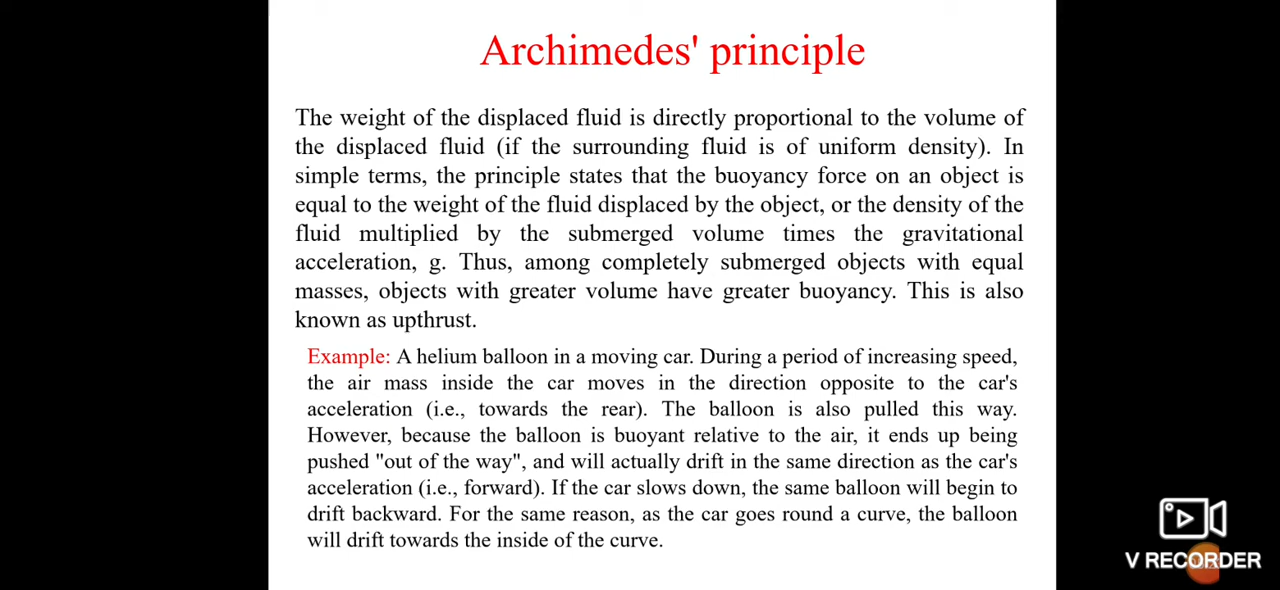 Archimedes' principle
The weight of the displaced fluid is directly proportional to the volume of
the displaced fluid (if the surrounding fluid is of uniform density). In
simple terms, the principle states that the buoyancy force on an object is
equal to the weight of the fluid displaced by the object, or the density of the
fluid multiplied by the submerged volume times the gravitational
acceleration, g. Thus, among completely submerged objects with equal
masses, objects with greater volume have greater buoyancy. This is also
known as upthrust.
Example: A helium balloon in a moving car. During a period of increasing speed,
the air mass inside the car moves in the direction opposite to the car's
acceleration (i.e., towards the rear). The balloon is also pulled this way.
However, because the balloon is buoyant relative to the air, it ends up being
pushed "out of the way", and will actually drift in the same direction as the car's
acceleration (i.e., forward). If the car slows down, the same balloon will begin to
drift backward. For the same reason, as the car goes round a curve, the balloon
will drift towards the inside of the curve.
V RECORDER